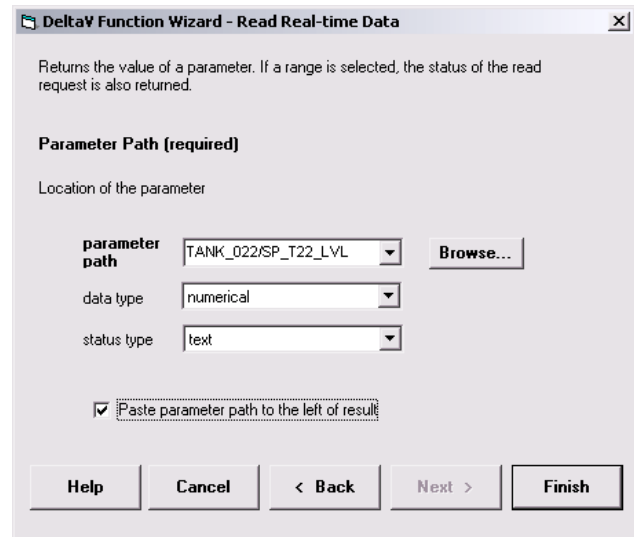 DeltaV Function Wizard - Read Real-time Data
Returns the value of a parameter. If a range is selected, the status of the read
request is also returned.
Parameter Path (required)
Location of the parameter
parameter
path
TANK_022/SP_T22_LVL
Browse...
data type
numerical
status type
text
Paste parameter path to the left of result
Help
Cancel
< Back
Next >
Finish